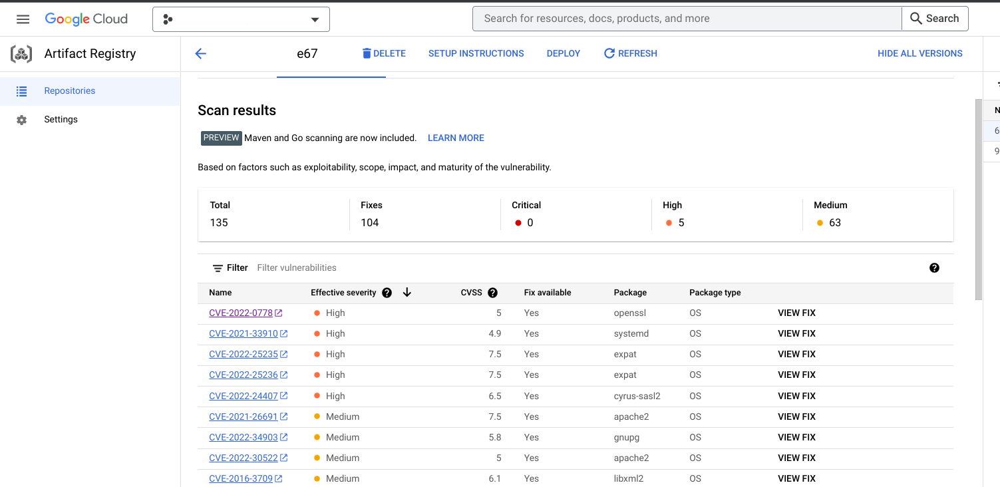 Google Cloud
Search for resources, docs, products, and more
Search
Artifact Registry
e67
DELETE
SETUP INSTRUCTIONS
DEPLOY
REFRESH
HIDE ALL VERSIONS
Repositories
Settings
Scan results
PREVIEW Maven and Go scanning are now included. LEARN MORE
Based on factors such as exploitability, scope, impact, and maturity of the vulnerability.
Total Fixes Critical High Medium
135 104 0 5 63
Filter Filter vulnerabilities
Name Effective severity CVSS Fix available Package Package type
CVE-2022-0778 High 5 Yes openssl OS VIEW FIX
CVE-2021-33910 High 4.9 Yes systemd OS VIEW FIX
CVE-2022-25235 High 7.5 Yes expat OS VIEW FIX
CVE-2022-25236 High 7.5 Yes expat OS VIEW FIX
CVE-2022-24407 High 6.5 Yes cyrus-sasl2 OS VIEW FIX
CVE-2021-26691 Medium 7.5 Yes apache2 OS VIEW FIX
CVE-2022-34903 Medium 5.8 Yes gnupg OS VIEW FIX
CVE-2022-30522 Medium 5 Yes apache2 OS VIEW FIX
CVE-2016-3709 Medium 6.1 Yes libxml2 OS VIEW FIX